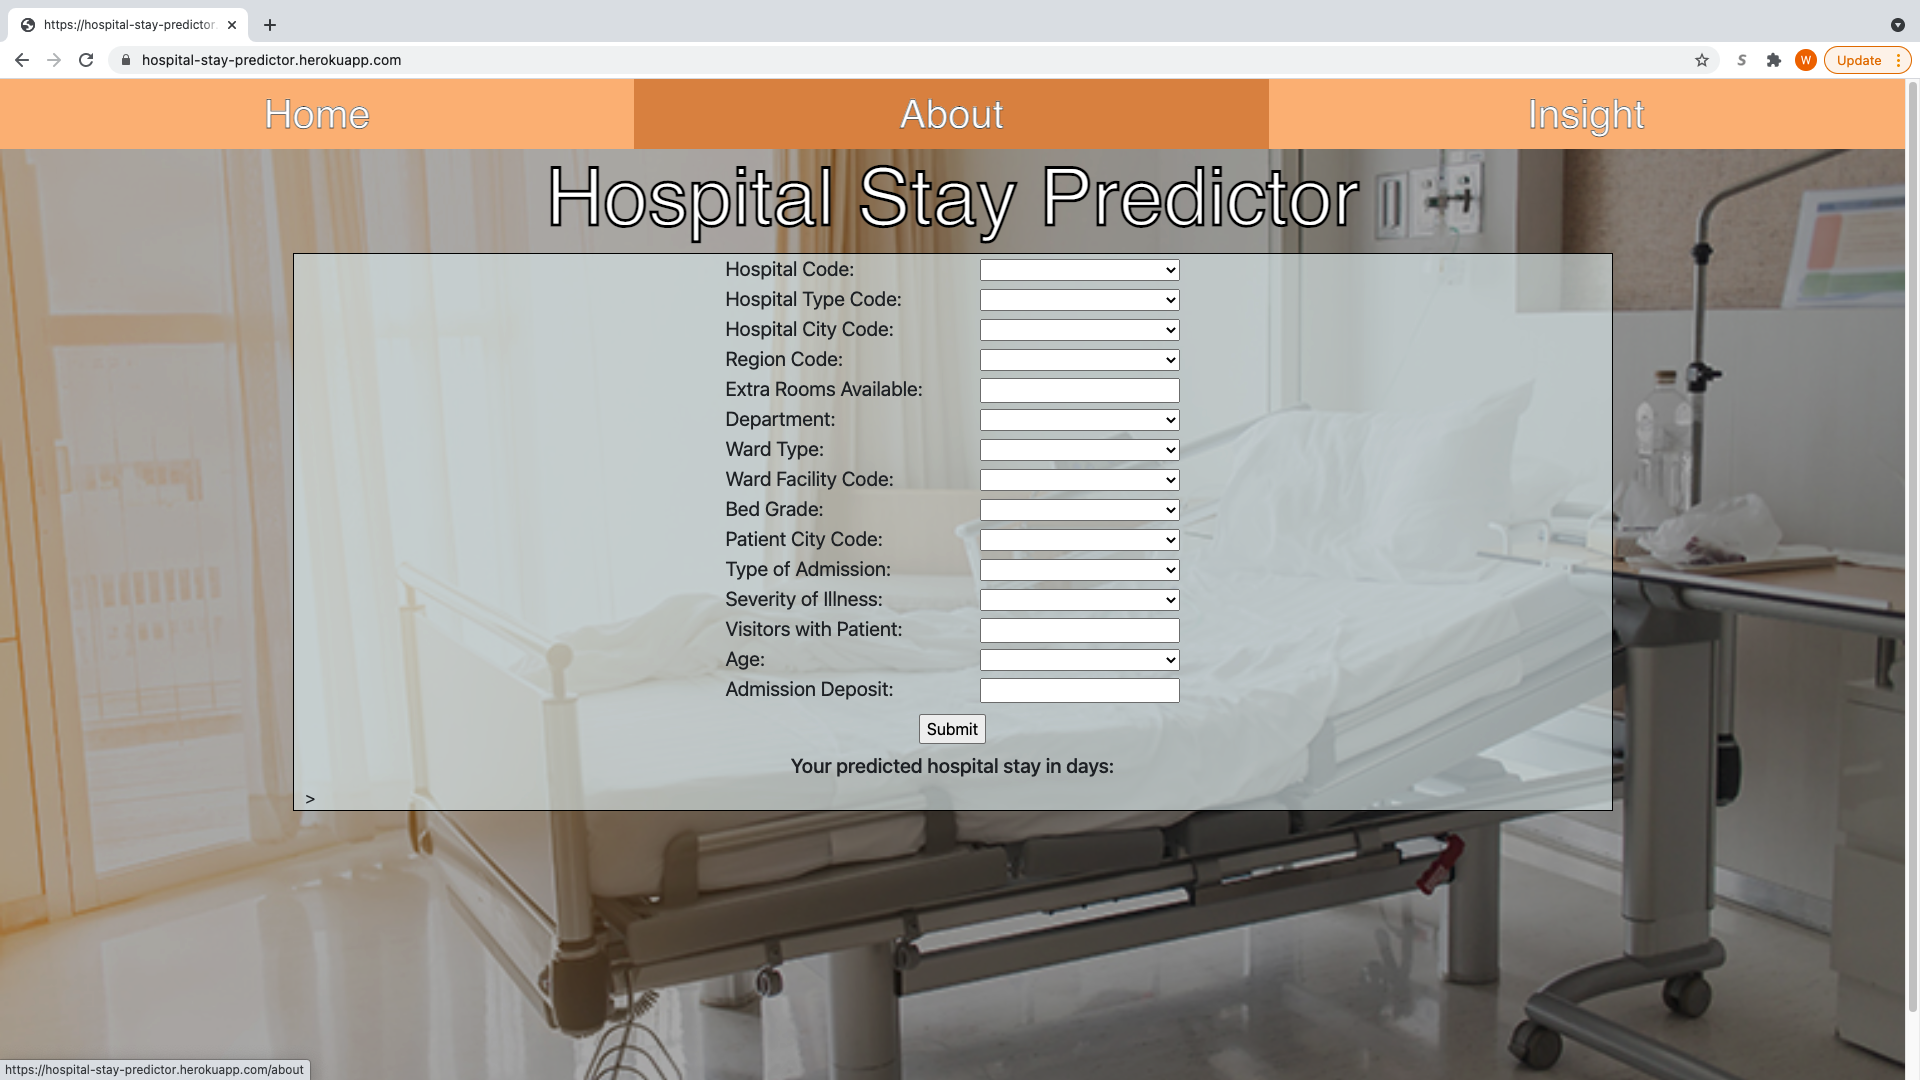 https://hospital-stay-predictor.
hospital-stay-predictor.herokuapp.com
S
W
Update
Home
About
Insight
Hospital Stay Predictor
Hospital Code:
Hospital Type Code:
Hospital City Code:
Region Code:
Extra Rooms Available:
Department:
Ward Type:
Ward Facility Code:
Bed Grade:
Patient City Code:
Type of Admission:
Severity of Illness:
Visitors with Patient:
Age:
Admission Deposit:
Submit
Your predicted hospital stay in days:
>
https://hospital-stay-predictor.herokuapp.com/about